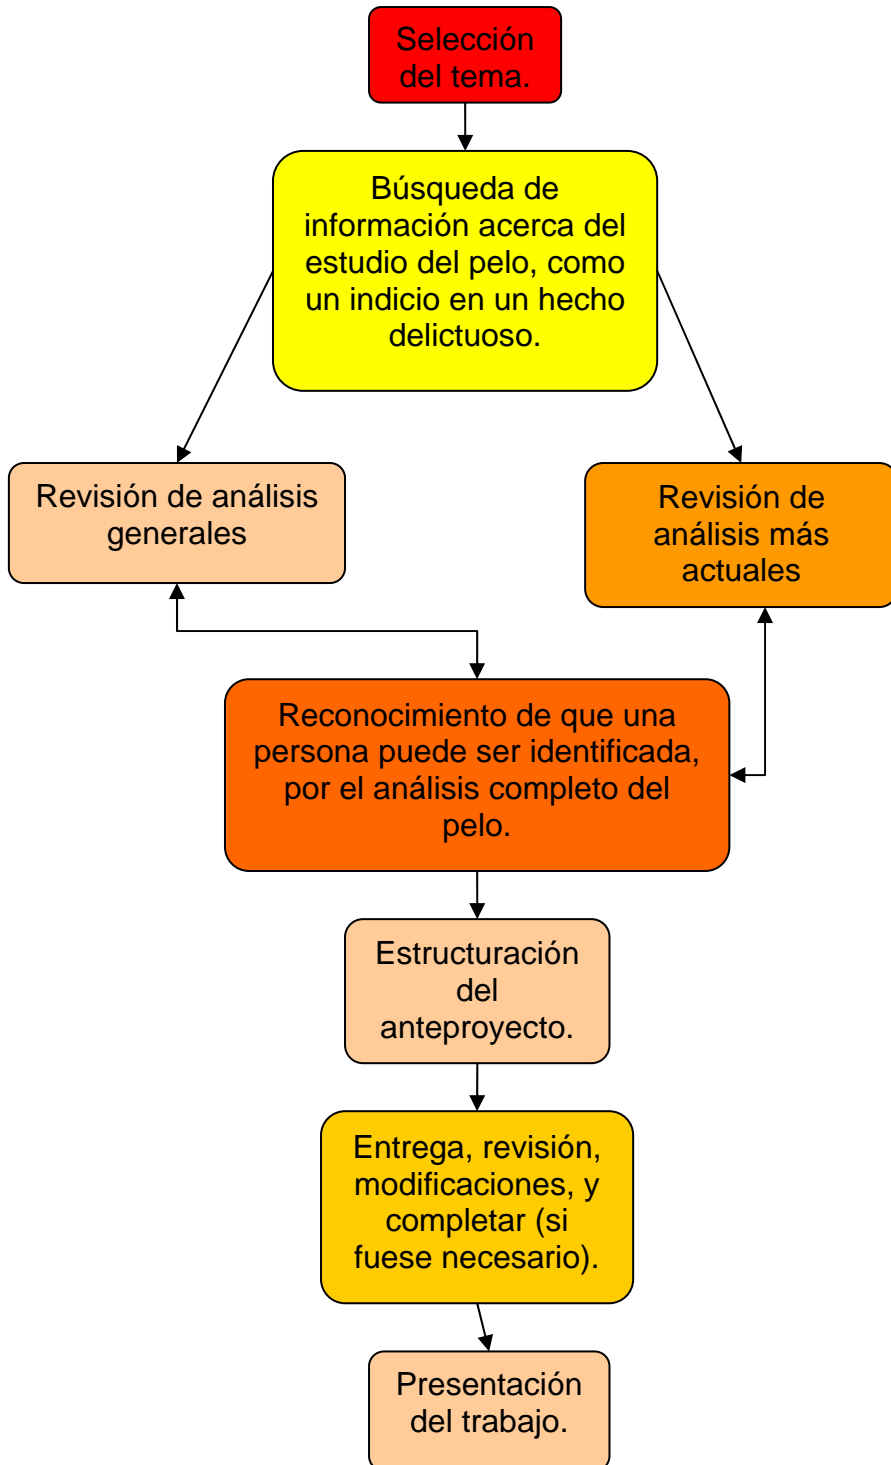 Selección
del tema.
Búsqueda de
información acerca del
estudio del pelo, como
un indicio en un hecho
delictuoso.
Revisión de análisis
generales
Revisión de
análisis más
actuales
Reconocimiento de que una
persona puede ser identificada,
por el análisis completo del
pelo.
Estructuración
del
anteproyecto.
Entrega, revisión,
modificaciones, y
completar (si
fuese necesario).
Presentación
del trabajo.